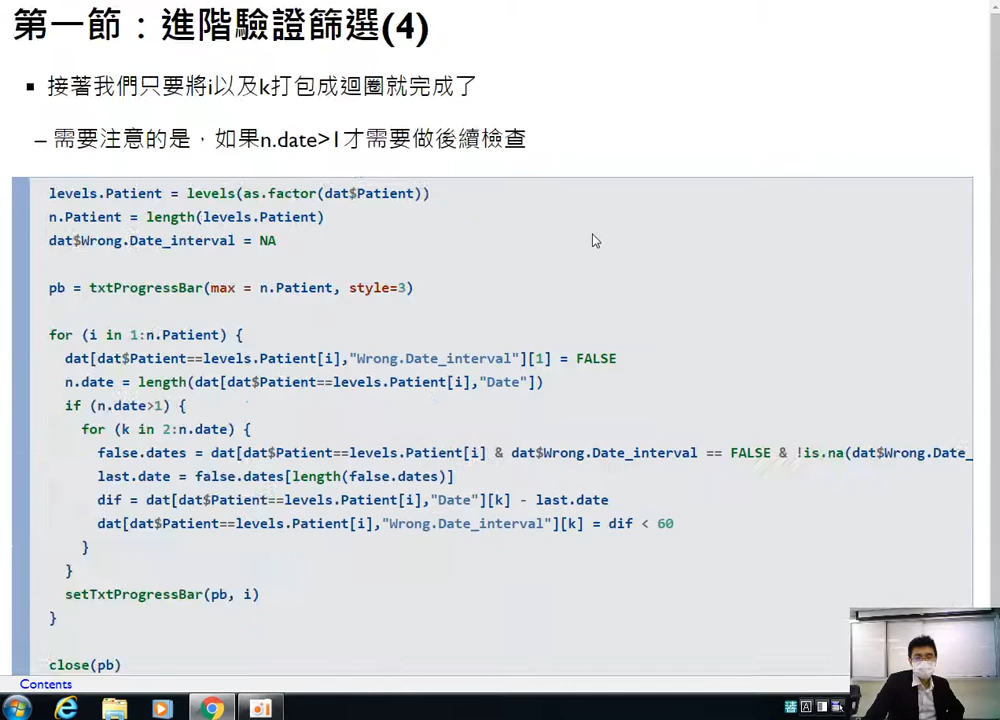 第一節：進階驗證篩選(4)
▪ 接著我們只要將i以及k打包成迴圈就完成了
– 需要注意的是，如果n.date>1才需要做後續檢查
levels.Patient = levels(as.factor(dat$Patient))
n.Patient = length(levels.Patient)
dat$Wrong.Date_interval = NA
pb = txtProgressBar(max = n.Patient, style=3)
for (i in 1:n.Patient) {
  dat[dat$Patient==levels.Patient[i],"Wrong.Date_interval"][1] = FALSE
  n.date = length(dat[dat$Patient==levels.Patient[i],"Date"])
  if (n.date>1) {
    for (k in 2:n.date) {
      false.dates = dat[dat$Patient==levels.Patient[i] & dat$Wrong.Date_interval == FALSE & !is.na(dat$Wrong.Date_
      last.date = false.dates[length(false.dates)]
      dif = dat[dat$Patient==levels.Patient[i],"Date"][k] - last.date
      dat[dat$Patient==levels.Patient[i],"Wrong.Date_interval"][k] = dif < 60
    }
  }
  setTxtProgressBar(pb, i)
}
close(pb)
Contents